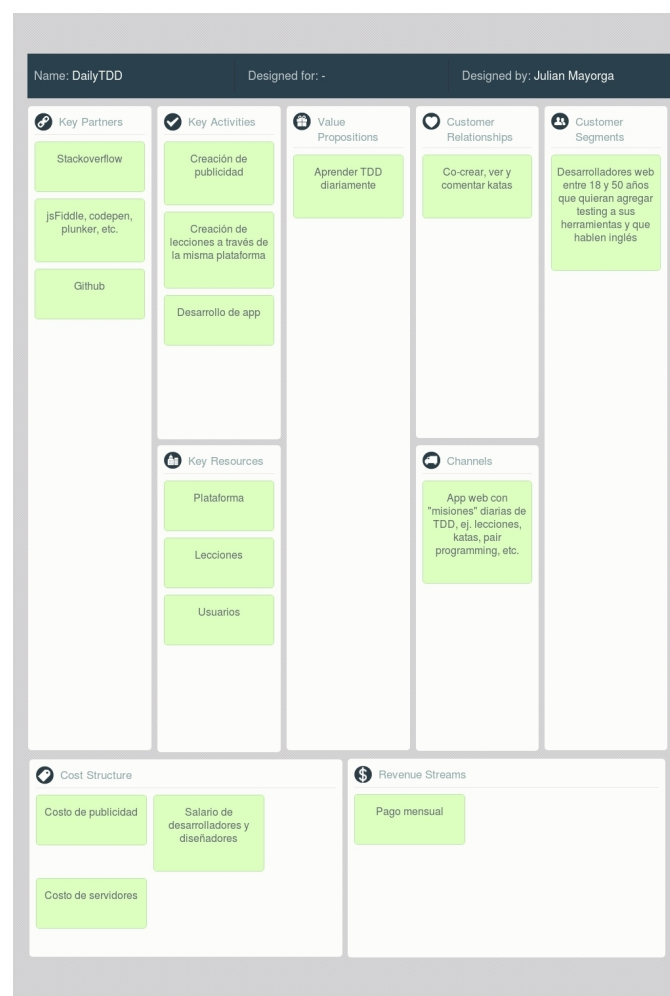 Name: DailyTDD
Designed for: -
Designed by: Julian Mayorga
Key Partners
Stackoverflow
jsFiddle, codepen,
plunker, etc.
Github
Key Activities
Creación de
publicidad
Creación de
lecciones a través de
la misma plataforma
Desarrollo de app
Key Resources
Plataforma
Lecciones
Usuarios
Value
Propositions
Aprender TDD
diariamente
Customer
Relationships
Co-crear, ver y
comentar katas
Channels
App web con
"misiones" diarias de
TDD, ej. lecciones,
katas, pair
programming, etc.
Customer
Segments
Desarrolladores web
entre 18 y 50 años
que quieran agregar
testing a sus
herramientas y que
hablen inglés
Cost Structure
Costo de publicidad
Salario de
desarrolladores y
diseñadores
Costo de servidores
Revenue Streams
Pago mensual